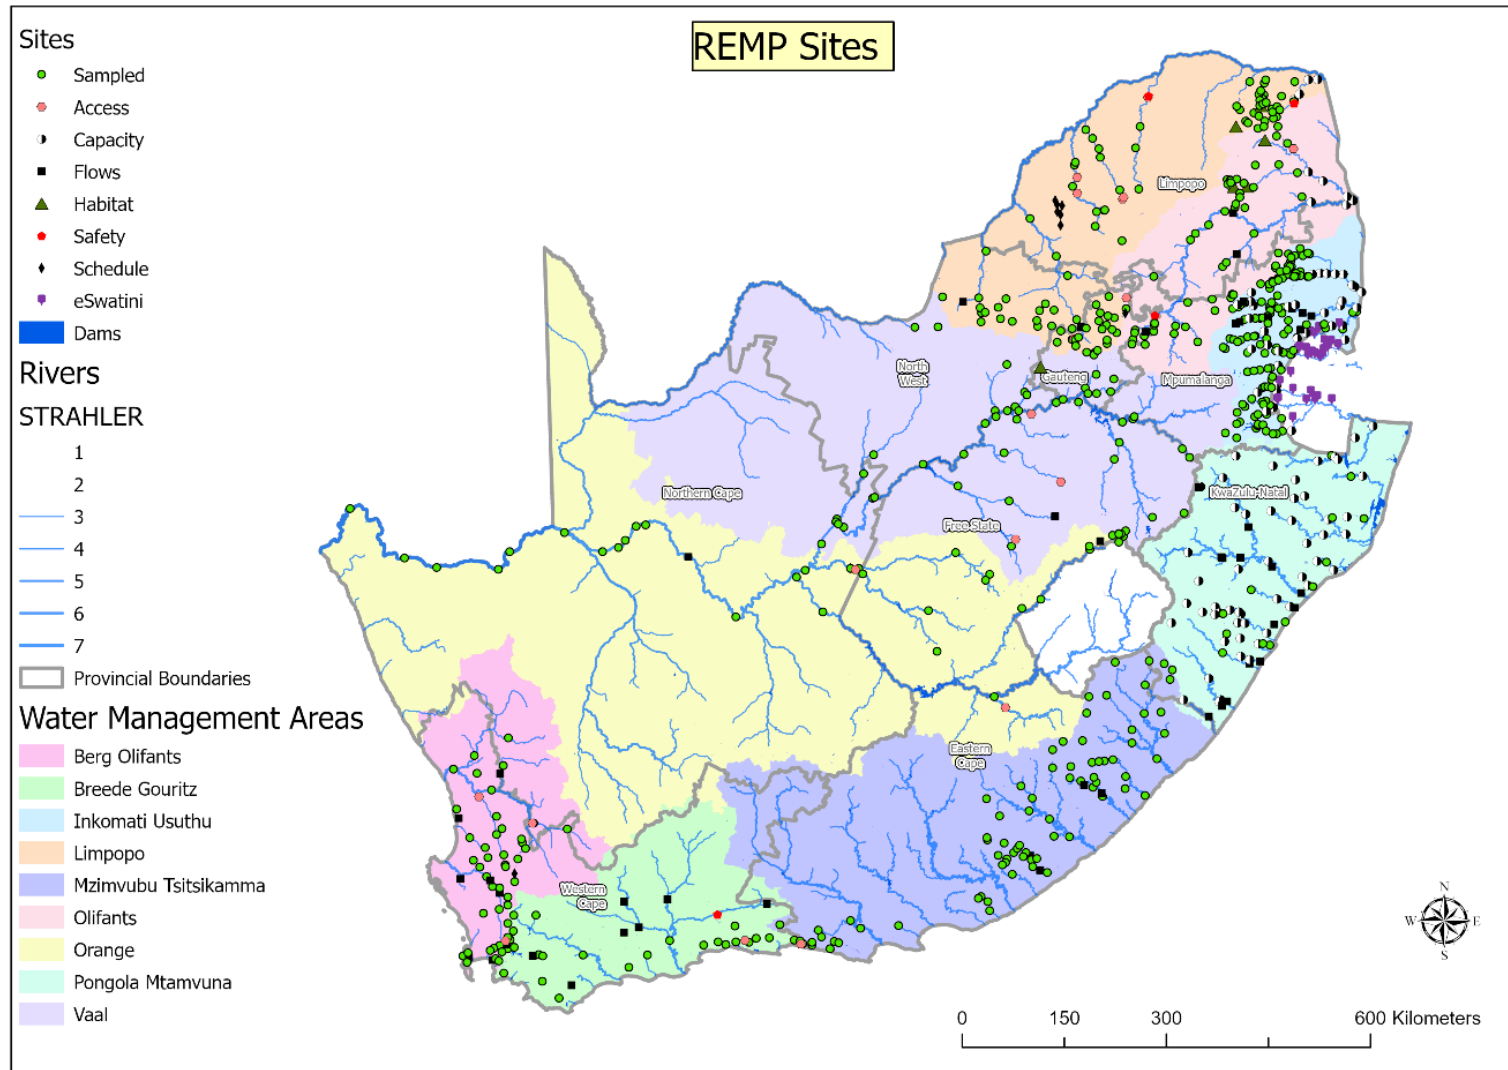 REMP Sites
Sites
Sampled
Access
Capacity
Flows
Habitat
Safety
Schedule
eSwatini
Dams
Rivers
STRAHLER
1
2
3
4
5
6
7
Provincial Boundaries
Water Management Areas
Berg Olifants
Breede Gouritz
Inkomati Usuthu
Limpopo
Mzimvubu Tsitsikamma
Olifants
Orange
Pongola Mtamvuna
Vaal
Limpopo
North
West
Gauteng
Mpumalanga
Northern Cape
Free State
KwaZulu-Natal
Eastern
Cape
Western
Cape
N
W
E
S
0
150
300
600 Kilometers